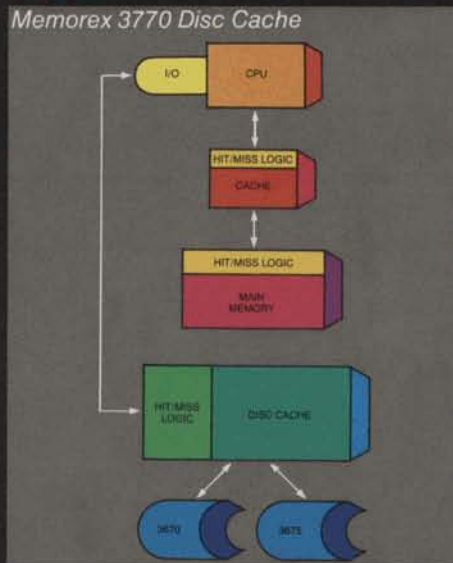 Memorex 3770 Disc Cache
I/O
CPU
HIT/MISS LOGIC
CACHE
HIT/MISS LOGIC
MAIN
MEMORY
HIT/MISS
LOGIC
DISC CACHE
3670
3675